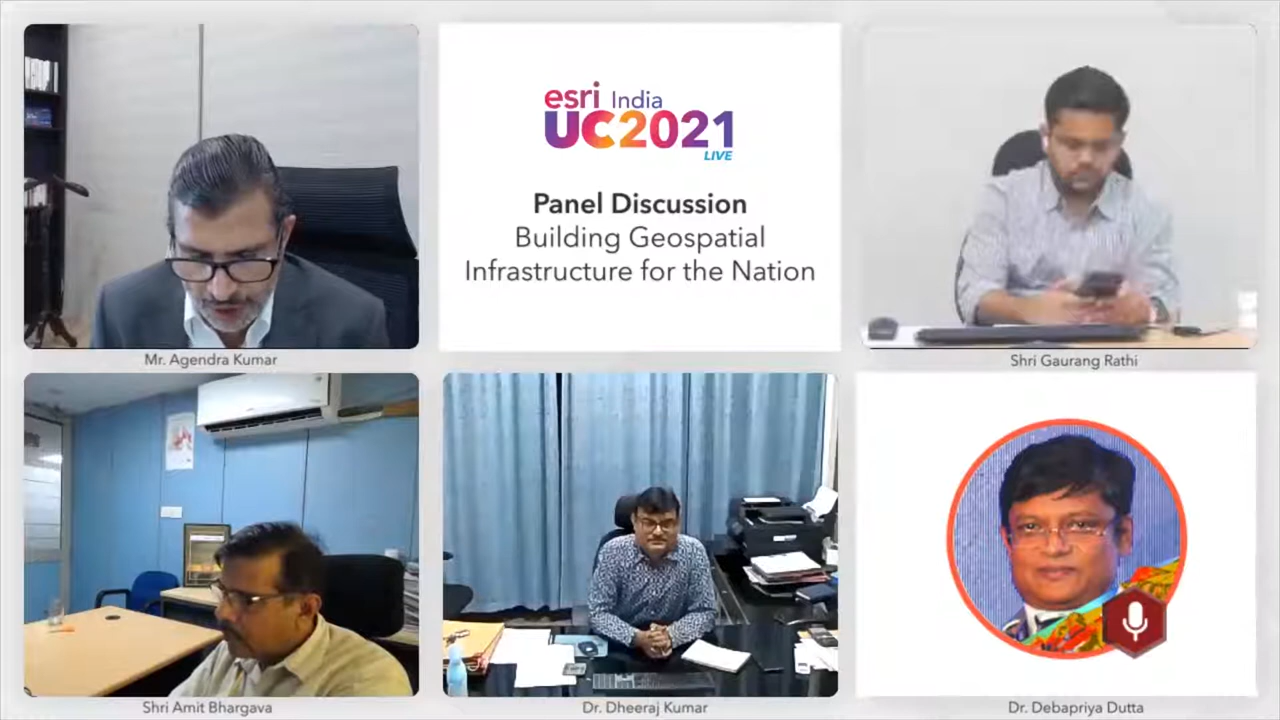 esri India
UC2021
LIVE
Panel Discussion
Building Geospatial
Infrastructure for the Nation
Mr. Agendra Kumar
Shri Gaurang Rathi
Shri Amit Bhargava
Dr. Dheeraj Kumar
Dr. Debapriya Dutta